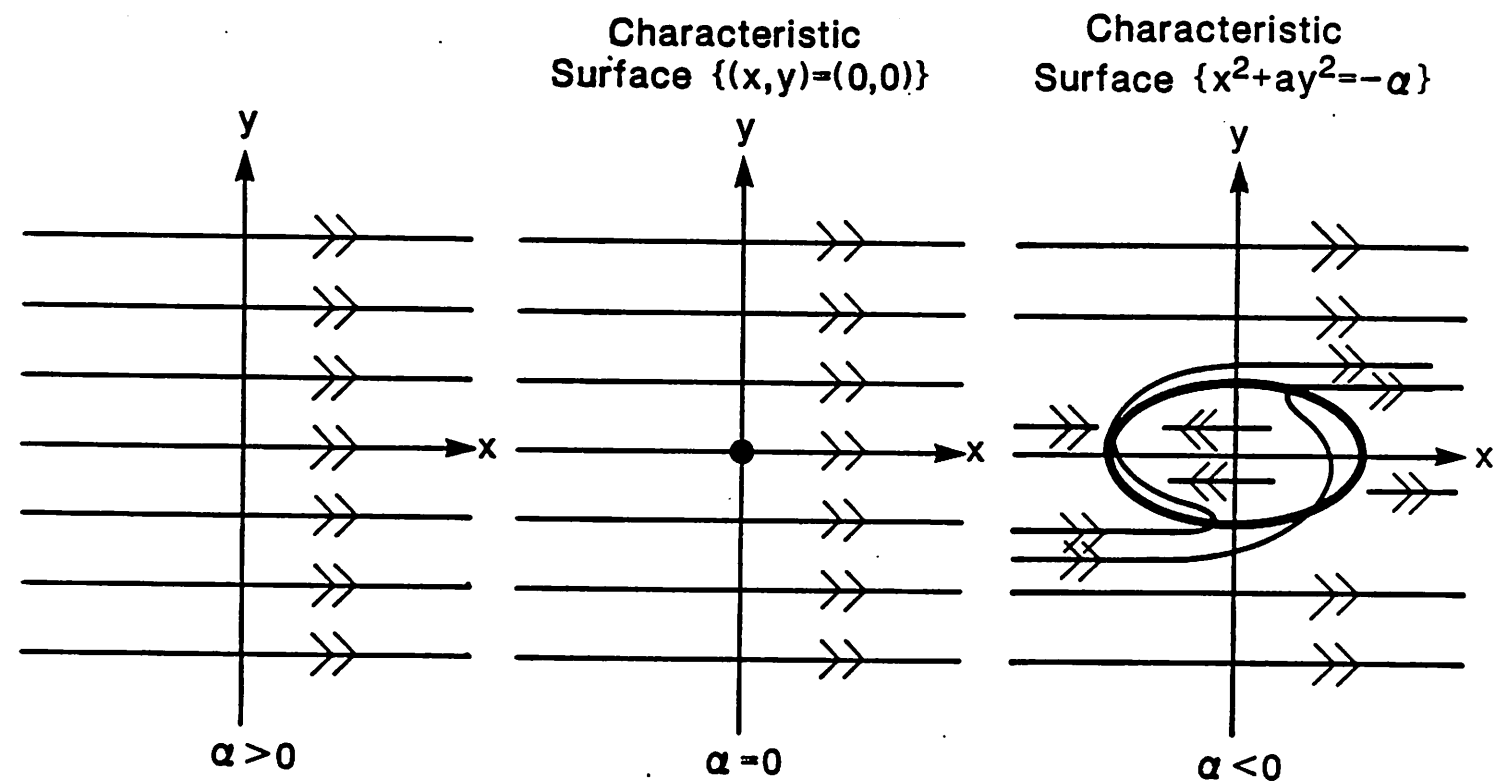 Characteristic
Surface {(x,y)=(0,0)}
Characteristic
Surface {x²+ay²=-α}
y
y
y
x
x
x
α>0
α=0
α<0